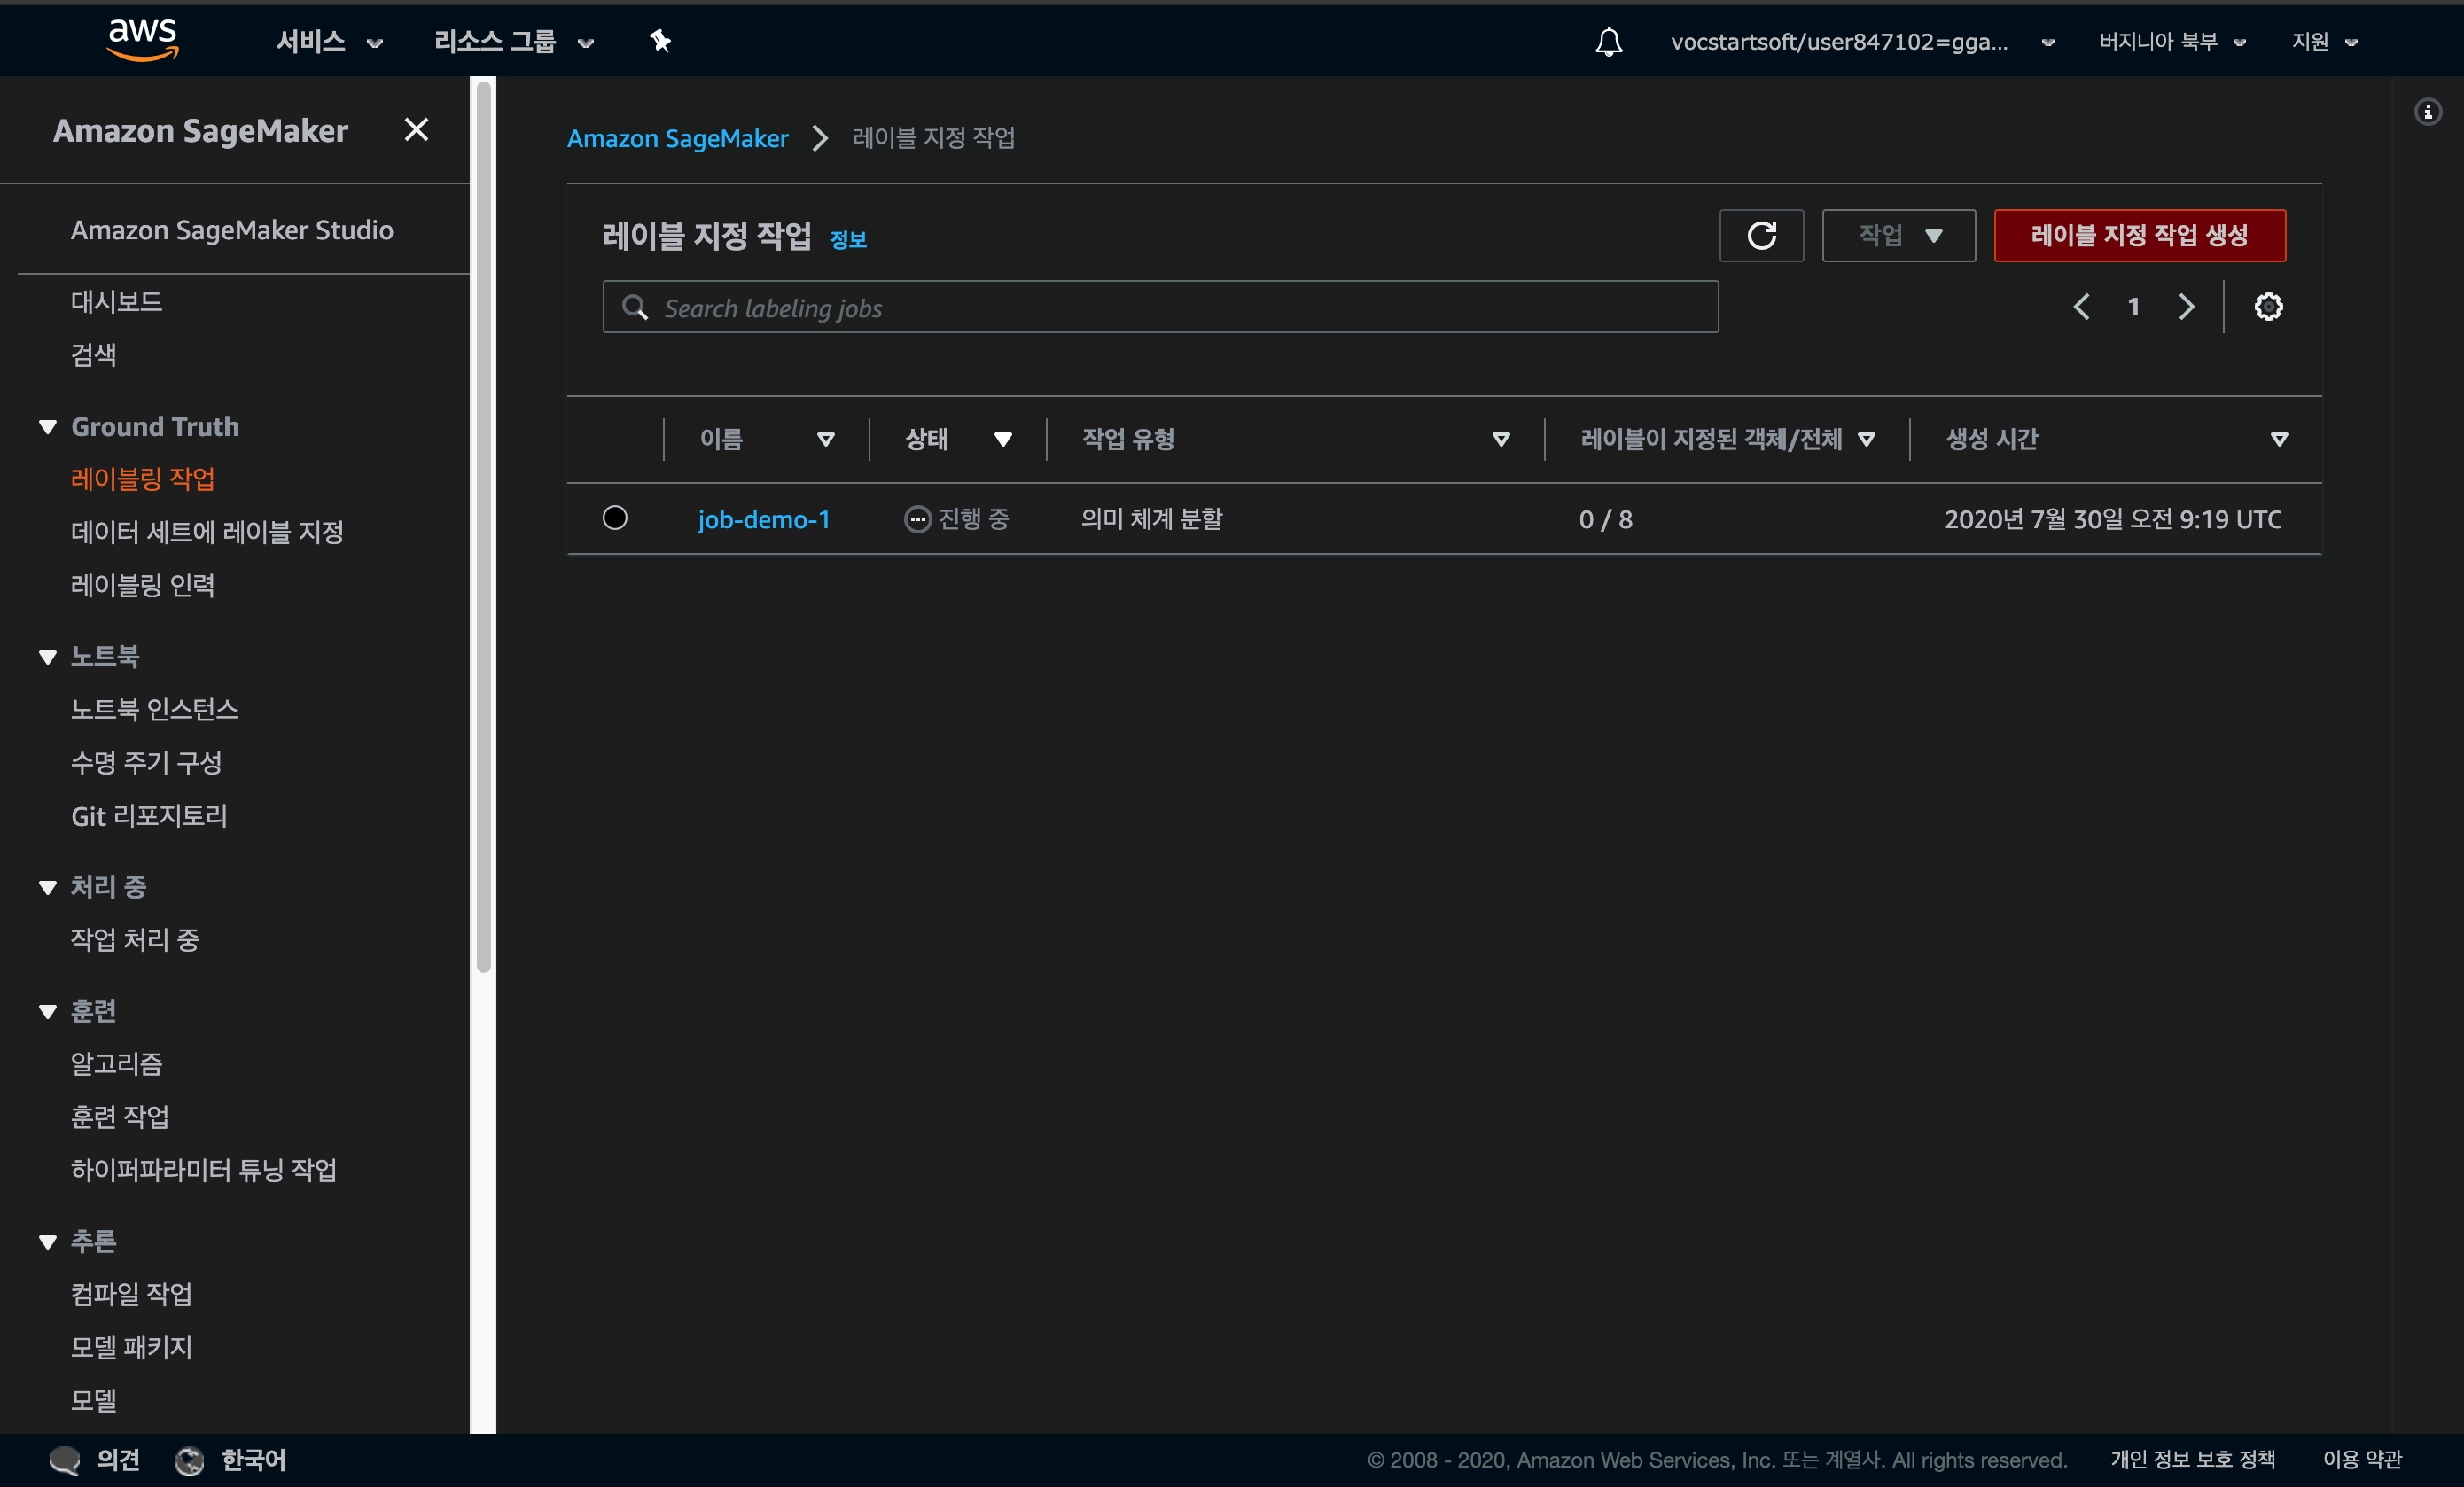 aws 서비스 리소스 그룹 vocstartsoft/user847102=gga... 버지니아 북부 지원
Amazon SageMaker
Amazon SageMaker Studio
대시보드
검색
Ground Truth
레이블링 작업
데이터 세트에 레이블 지정
레이블링 인력
노트북
노트북 인스턴스
수명 주기 구성
Git 리포지토리
처리 중
작업 처리 중
훈련
알고리즘
훈련 작업
하이퍼파라미터 튜닝 작업
추론
컴파일 작업
모델 패키지
모델
Amazon SageMaker > 레이블 지정 작업
레이블 지정 작업 정보 작업 레이블 지정 작업 생성
Search labeling jobs 1
이름 상태 작업 유형 레이블이 지정된 객체/전체 생성 시간
job-demo-1 진행 중 의미 체계 분할 0 / 8 2020년 7월 30일 오전 9:19 UTC
의견 한국어 © 2008 - 2020, Amazon Web Services, Inc. 또는 계열사. All rights reserved. 개인 정보 보호 정책 이용 약관